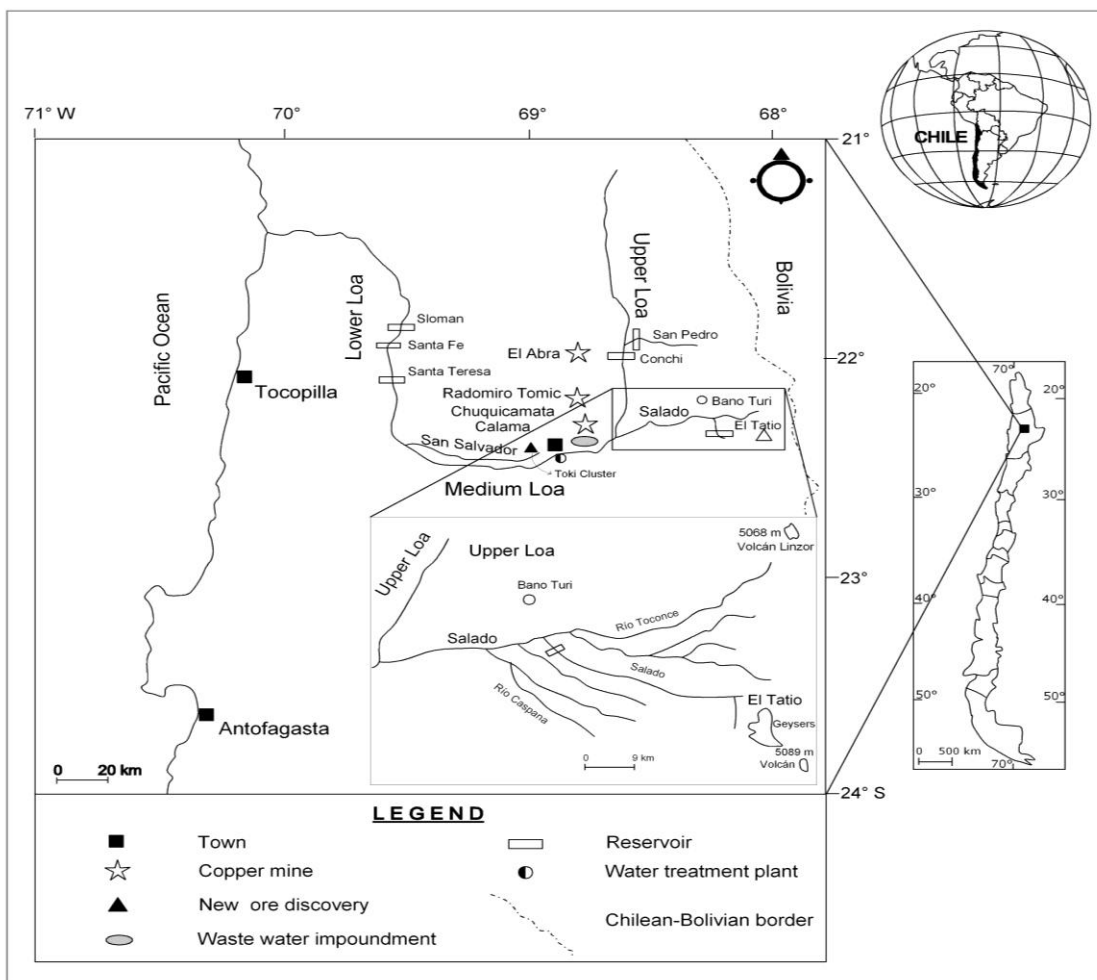 71° W
70°
69°
68°
21°
CHILE
Upper Loa
Bolivia
Pacific Ocean
Lower Loa
Sloman
Santa Fe
Santa Teresa
El Abra
San Pedro
Conchi
22°
Tocopilla
Radomiro Tomic
Chuquicamata
Calama
Bano Turi
Salado
El Tatio
San Salvador
Toki Cluster
Medium Loa
5068 m
Volcán Linzor
Upper Loa
Upper Loa
Bano Turi
23°
Río Toconce
Salado
Salado
Río Caspana
El Tatio
Geysers
5089 m
Volcán
0 9 km
Antofagasta
0 20 km
24° S
70°
20°
20°
30°
30°
40°
40°
50°
50°
0 500 km
70°
LEGEND
Town
Reservoir
Copper mine
Water treatment plant
New ore discovery
Chilean-Bolivian border
Waste water impoundment